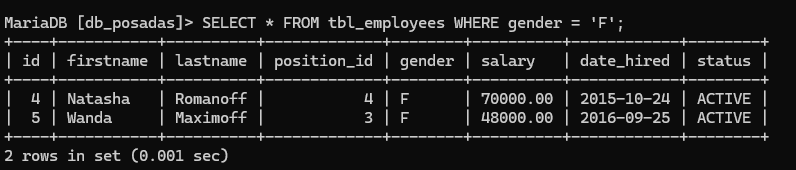 MariaDB [db_posadas]> SELECT * FROM tbl_employees WHERE gender = 'F';
+----+-----------+----------+-------------+--------+----------+------------+--------+
| id | firstname | lastname | position_id | gender | salary   | date_hired | status |
+----+-----------+----------+-------------+--------+----------+------------+--------+
|  4 | Natasha   | Romanoff |           4 | F      | 70000.00 | 2015-10-24 | ACTIVE |
|  5 | Wanda     | Maximoff |           3 | F      | 48000.00 | 2016-09-25 | ACTIVE |
+----+-----------+----------+-------------+--------+----------+------------+--------+
2 rows in set (0.001 sec)